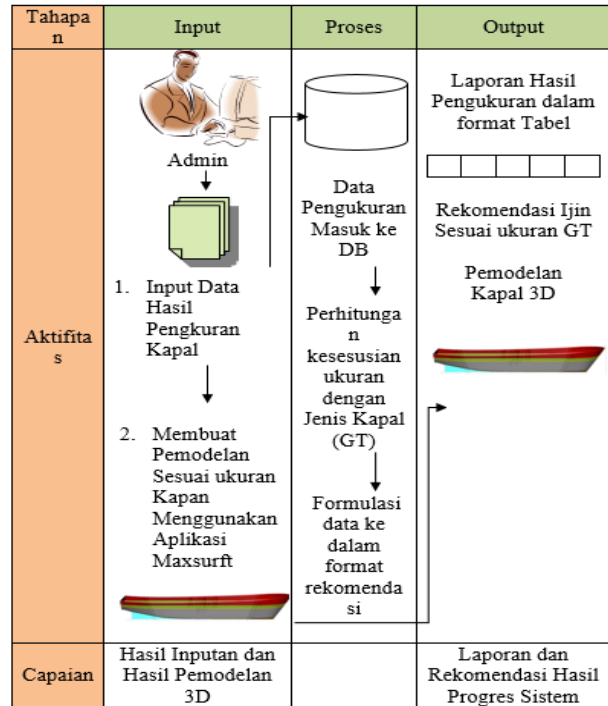 Tahapa
n
Input
Proses
Output
Aktifita
s
Admin
1. Input Data
Hasil
Pengkuran
Kapal
2. Membuat
Pemodelan
Sesuai ukuran
Kapan
Menggunakan
Aplikasi
Maxsurft
Data
Pengukuran
Masuk ke
DB
Perhitunga
n
kesesusian
ukuran
dengan
Jenis Kapal
(GT)
Formulasi
data ke
dalam
format
rekomenda
si
Laporan Hasil
Pengukuran dalam
format Tabel
Rekomendasi Ijin
Sesuai ukuran GT
Pemodelan
Kapal 3D
Capaian
Hasil Inputan dan
Hasil Pemodelan
3D
Laporan dan
Rekomendasi Hasil
Progres Sistem